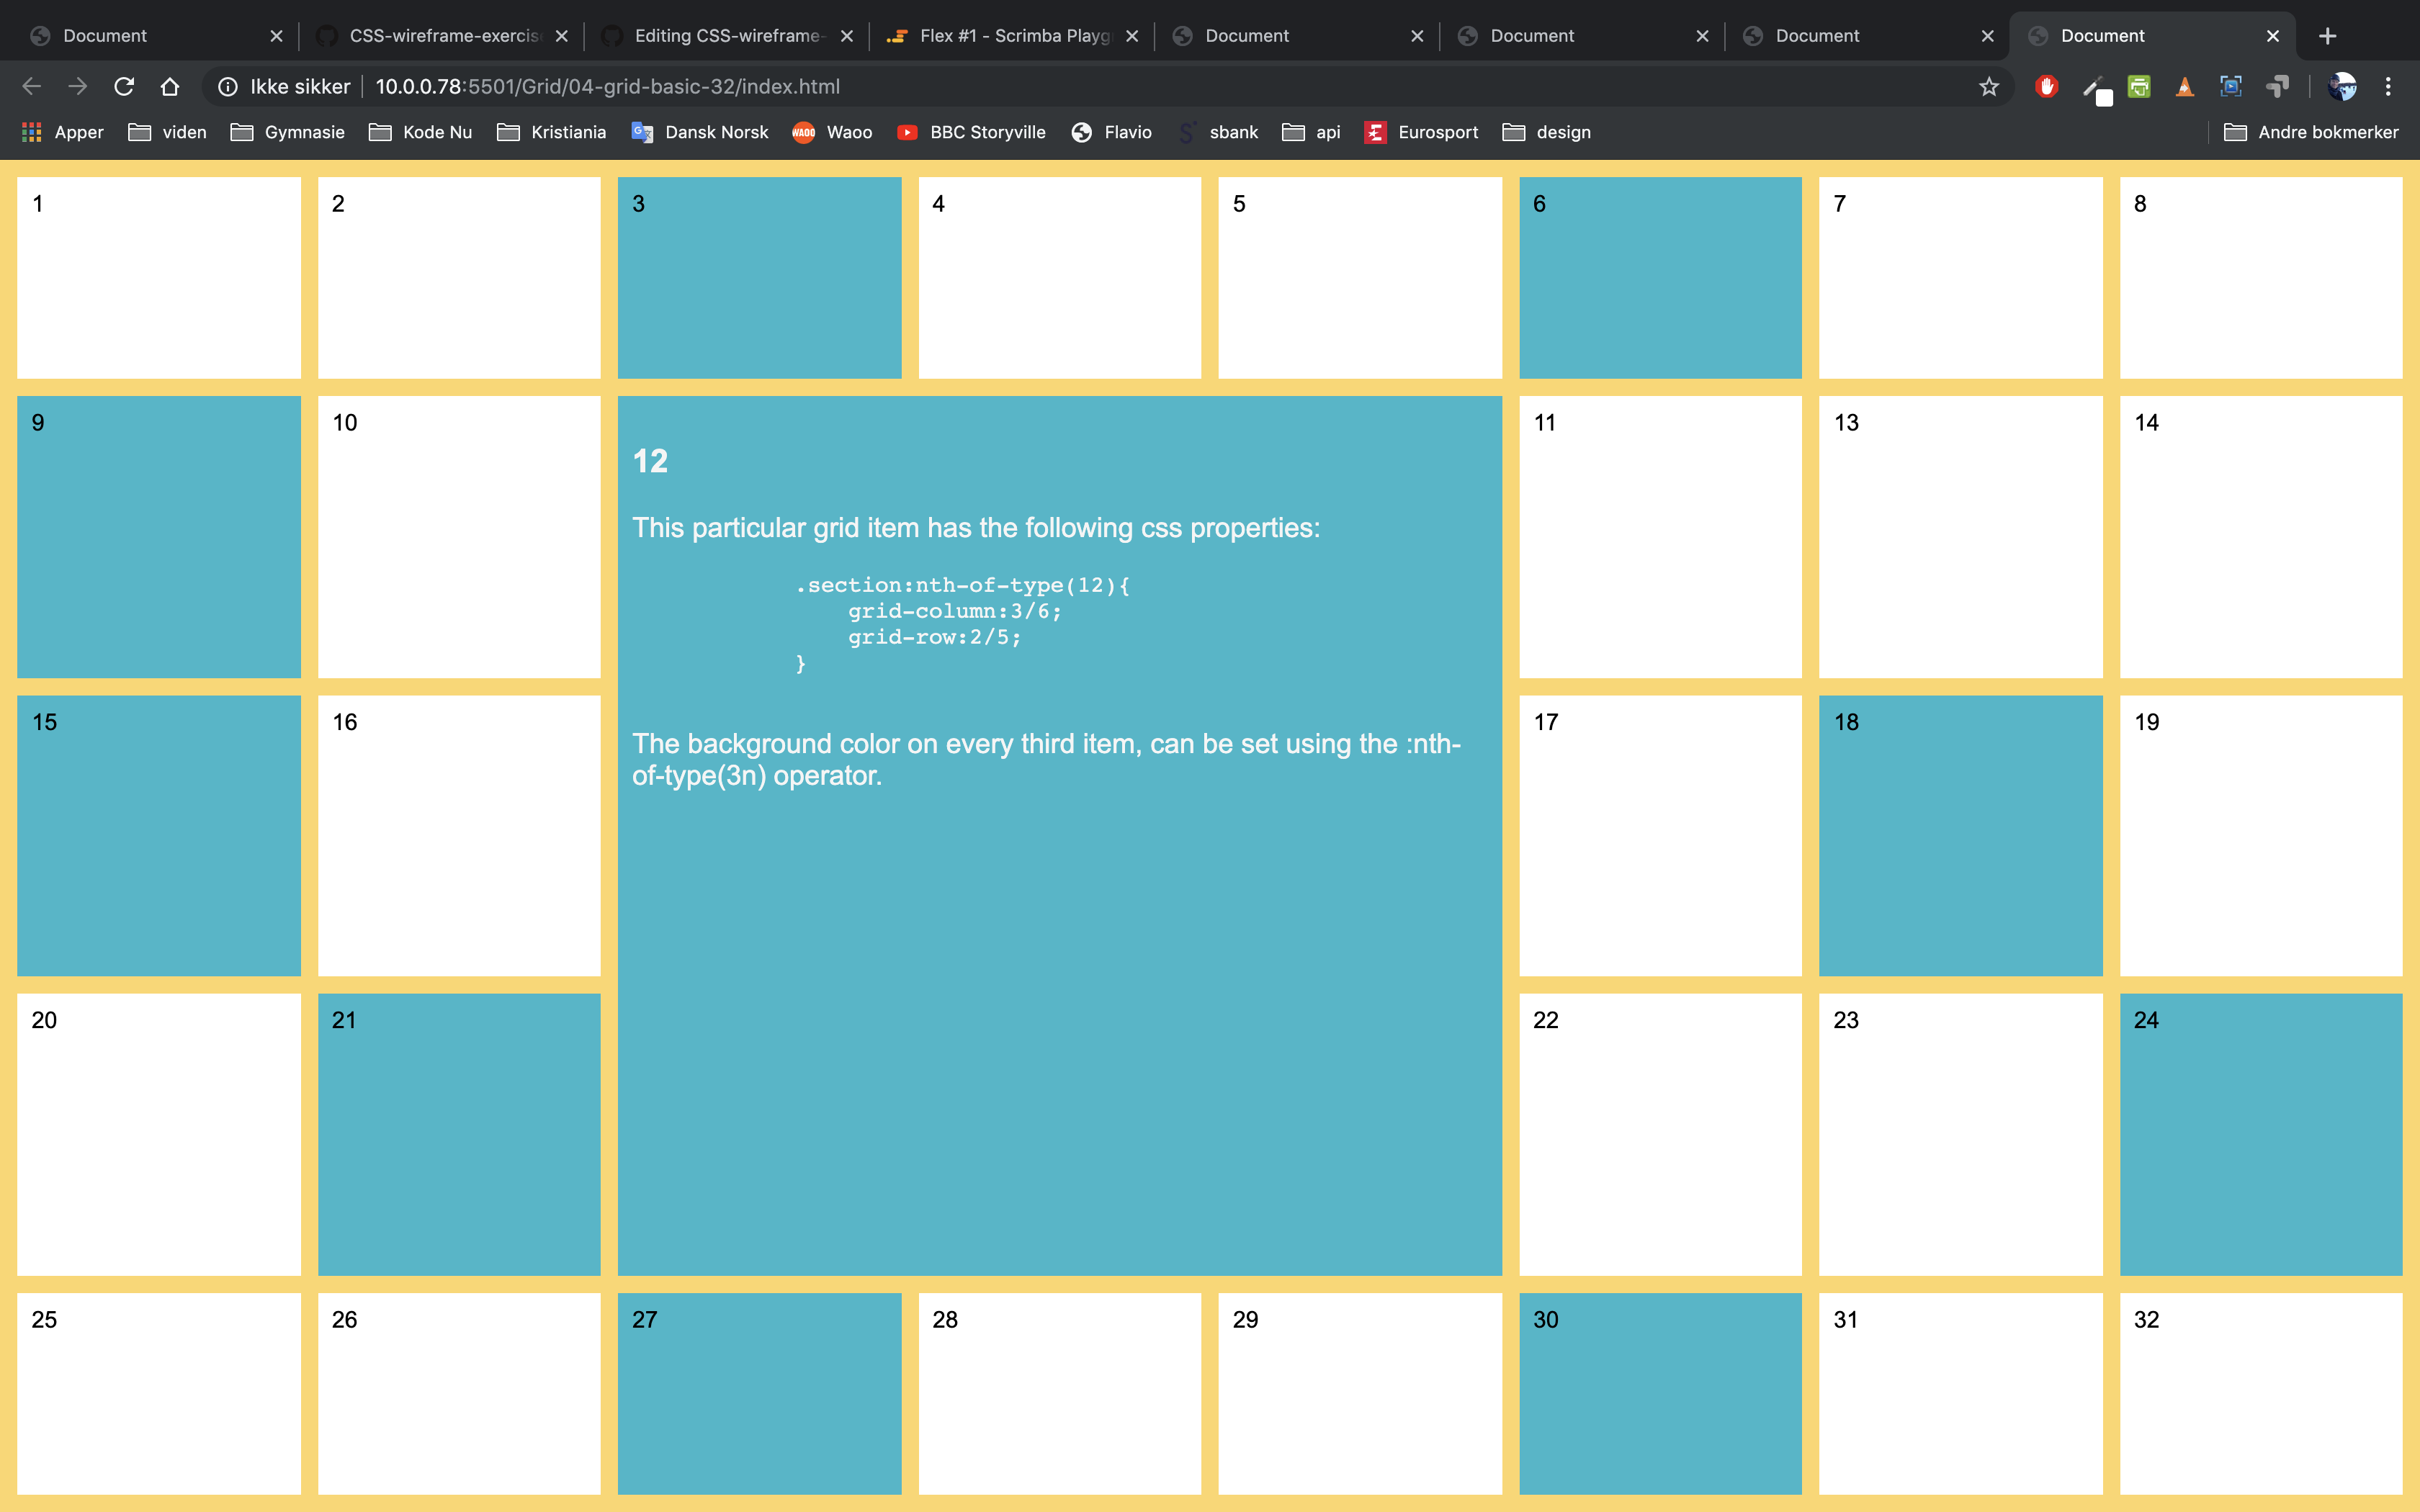 Document
CSS-wireframe-exercis
Editing CSS-wireframe-
Flex #1 - Scrimba Playg
Document
Document
Document
Document
Ikke sikker
10.0.0.78:5501/Grid/04-grid-basic-32/index.html
Apper
viden
Gymnasie
Kode Nu
Kristiania
Dansk Norsk
WAOO
Waoo
BBC Storyville
Flavio
sbank
api
Eurosport
design
Andre bokmerker
1
2
3
4
5
6
7
8
9
10
12
This particular grid item has the following css properties:
.section:nth-of-type(12){
grid-column:3/6;
grid-row:2/5;
}
The background color on every third item, can be set using the :nth-
of-type(3n) operator.
11
13
14
15
16
17
18
19
20
21
22
23
24
25
26
27
28
29
30
31
32